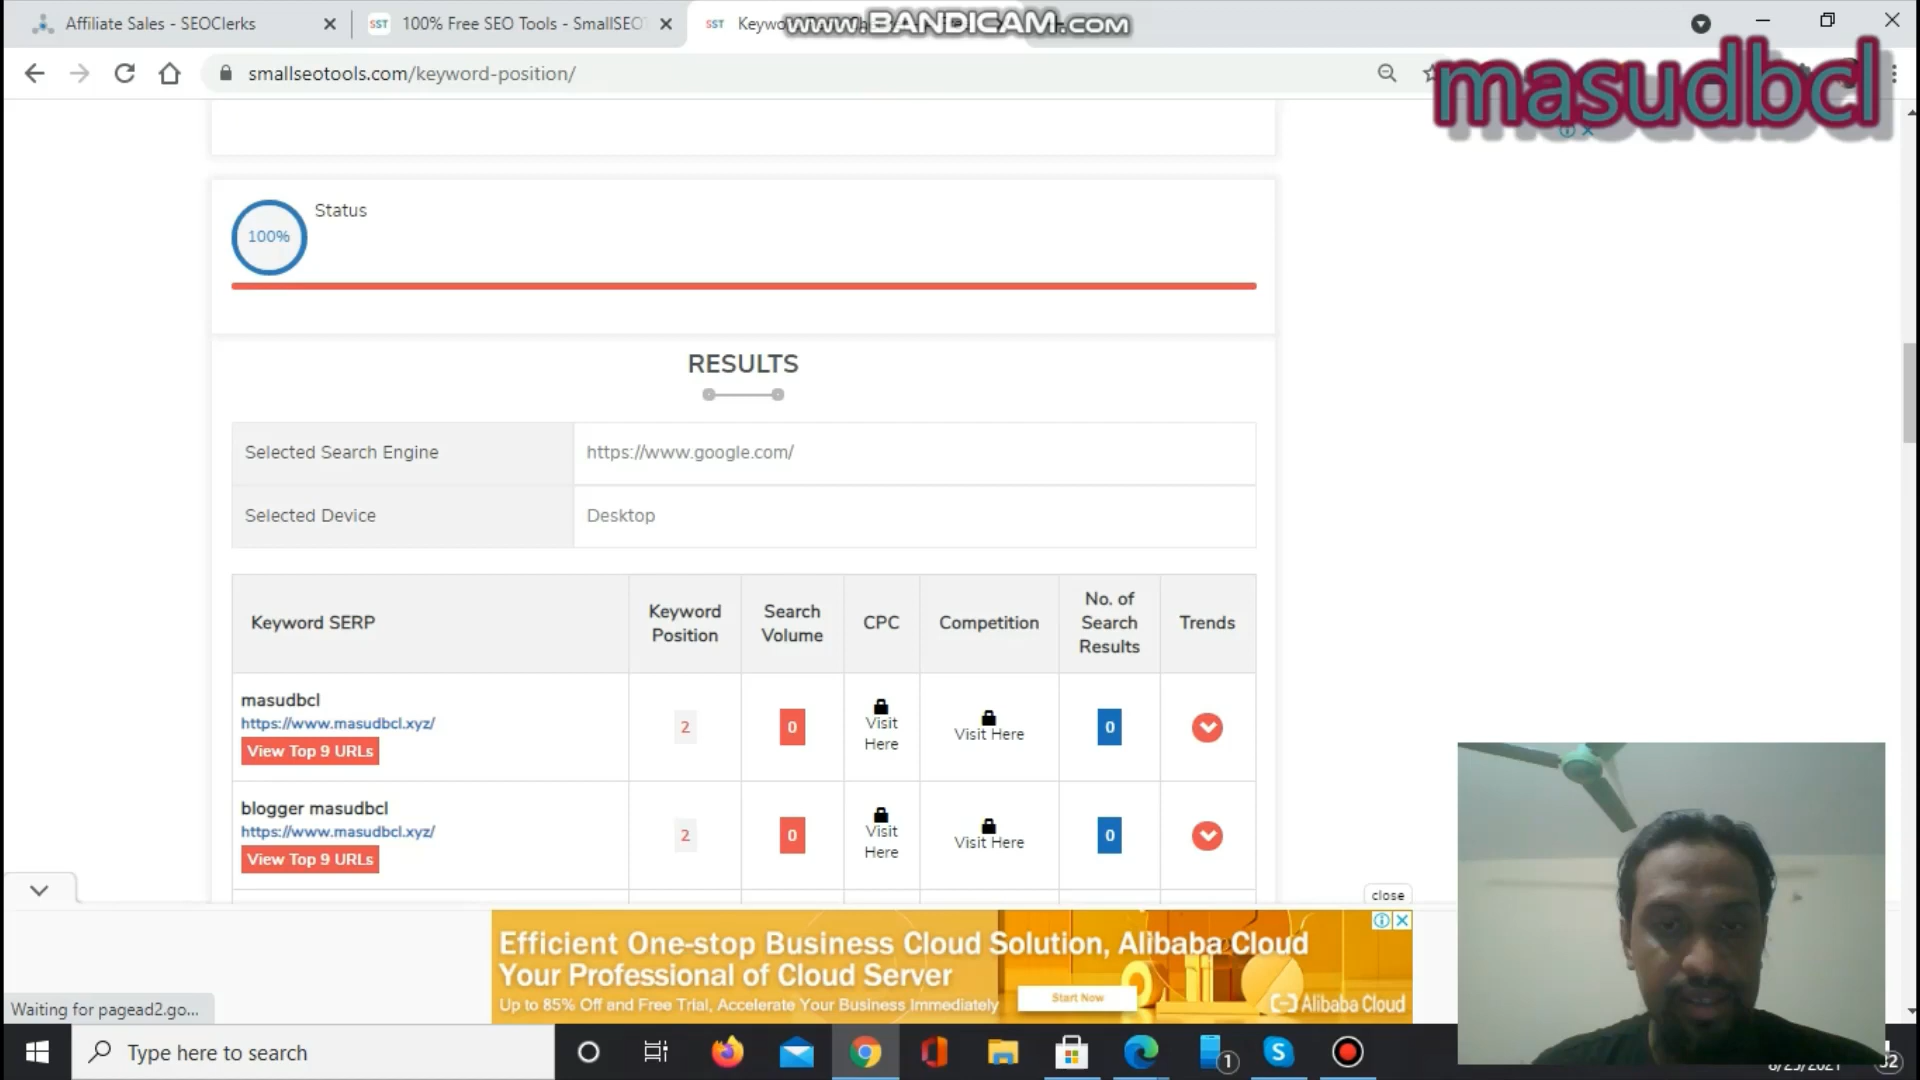 Affiliate Sales - SEOClerks
100% Free SEO Tools - SmallSEO
Keywo
www.BANDICAM.com
smallseotools.com/keyword-position/
masudbcl
100%
Status
RESULTS
Selected Search Engine
https://www.google.com/
Selected Device
Desktop
Keyword SERP
Keyword
Position
Search
Volume
CPC
Competition
No. of
Search
Results
Trends
masudbcl
https://www.masudbcl.xyz/
View Top 9 URLs
2
0
Visit
Here
Visit Here
0
blogger masudbcl
https://www.masudbcl.xyz/
View Top 9 URLs
2
0
Visit
Here
Visit Here
0
close
Efficient One-stop Business Cloud Solution, Alibaba Cloud
Your Professional of Cloud Server
Up to 85% Off and Free Trial, Accelerate Your Business Immediately
Start Now
Alibaba Cloud
Waiting for pagead2.go...
Type here to search
1